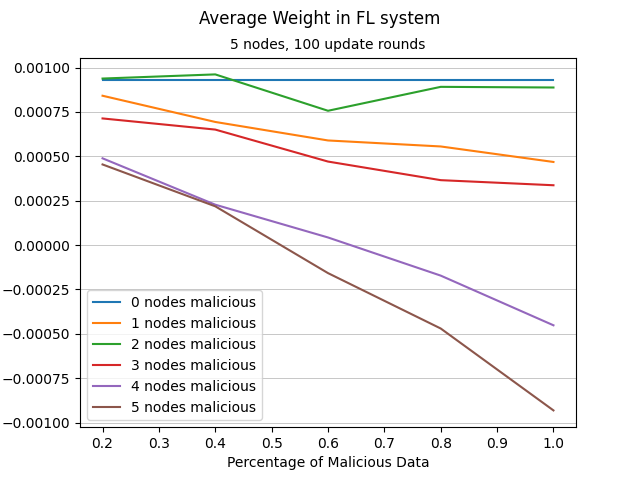 Average Weight in FL system
5 nodes, 100 update rounds
0.00100
0.00075
0.00050
0.00025
0.00000
−0.00025
−0.00050
−0.00075
−0.00100
0 nodes malicious
1 nodes malicious
2 nodes malicious
3 nodes malicious
4 nodes malicious
5 nodes malicious
0.2 0.3 0.4 0.5 0.6 0.7 0.8 0.9 1.0
Percentage of Malicious Data